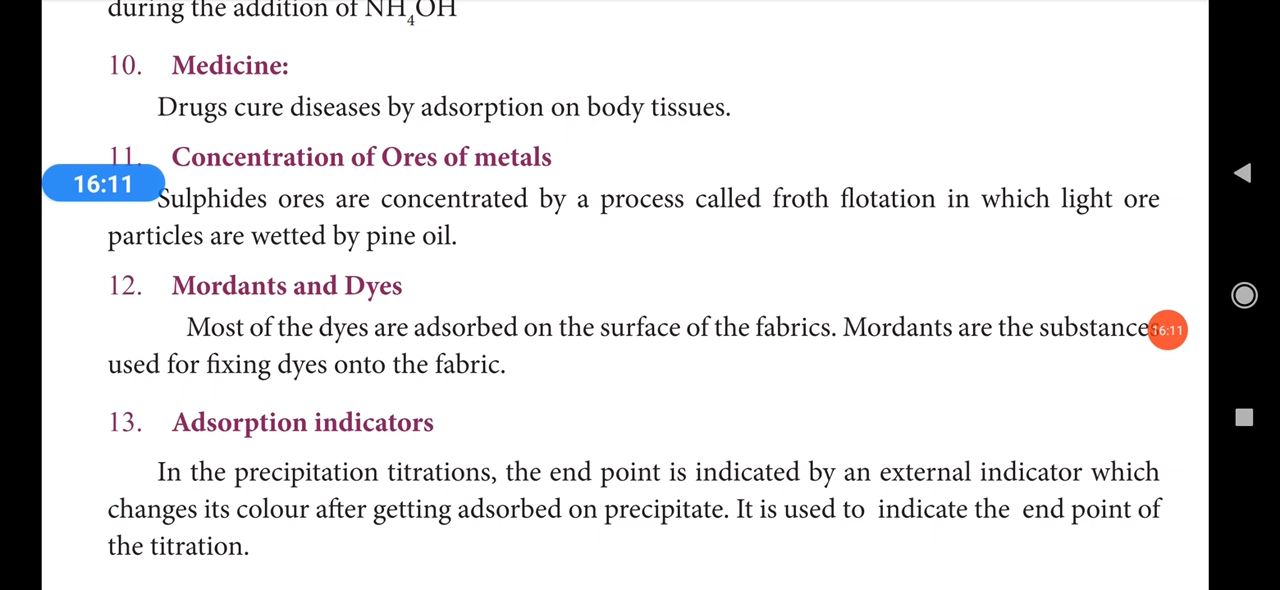 during the addition of NH₄OH
10. Medicine:
Drugs cure diseases by adsorption on body tissues.
11. Concentration of Ores of metals
16:11
Sulphides ores are concentrated by a process called froth flotation in which light ore
particles are wetted by pine oil.
12. Mordants and Dyes
Most of the dyes are adsorbed on the surface of the fabrics. Mordants are the substances
16:11
used for fixing dyes onto the fabric.
13. Adsorption indicators
In the precipitation titrations, the end point is indicated by an external indicator which
changes its colour after getting adsorbed on precipitate. It is used to indicate the end point of
the titration.